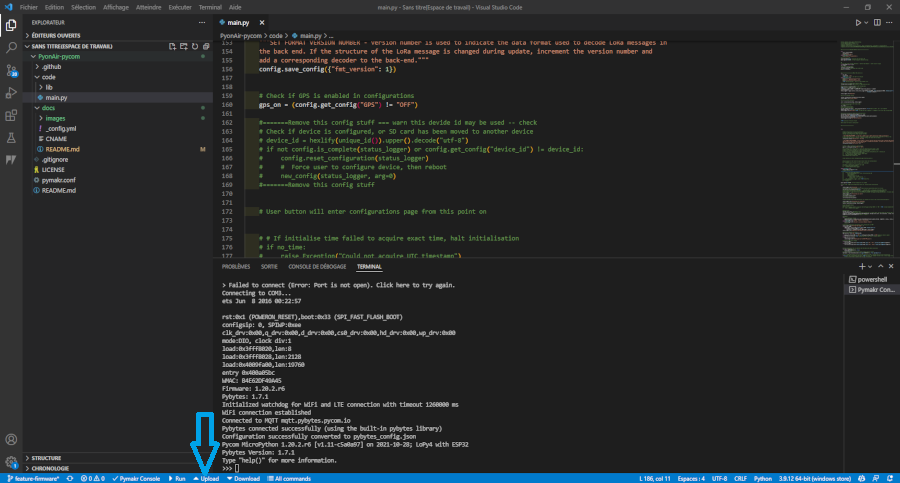 Fichier Edition Sélection Affichage Atteindre Exécuter Terminal Aide
main.py - Sans titre(Espace de travail) - Visual Studio Code
EXPLORATEUR
ÉDITEURS OUVERTS
SANS TITRE(ESPACE DE TRAVAIL)
PyonAir-pycom
.github
code
lib
main.py
docs
images
_config.yml
CNAME
README.md M
.gitignore
LICENSE
pymakr.conf
README.md
STRUCTURE
CHRONOLOGIE
main.py
PyonAir-pycom > code > main.py > ...
153 SET FORMAT VERSION NUMBER - version number is used to indicate the data format used to decode LoRa messages in
154 the back end. If the structure of the LoRa message is changed during update, increment the version number and
155 add a corresponding decoder to the back-end."""
156 config.save_config({"fmt_version": 1})
157
158
159 # Check if GPS is enabled in configurations
160 gps_on = (config.get_config("GPS") != "OFF")
161
162 #=======Remove this config stuff === warn this devide id may be used -- check
163 # Check if device is configured, or SD card has been moved to another device
164 # device_id = hexlify(unique_id()).upper().decode("utf-8")
165 # if not config.is_complete(status_logger) or config.get_config("device_id") != device_id:
166 # config.reset_configuration(status_logger)
167 # # Force user to configure device, then reboot
168 # new_config(status_logger, arg=0)
169 #=======Remove this config stuff
170
171
172 # User button will enter configurations page from this point on
175 # # If initialise time failed to acquire exact time, halt initialisation
176 # if no_time:
177 # raise Exception("Could not acquire UTC timestamp")
PROBLÈMES SORTIE CONSOLE DE DÉBOGAGE TERMINAL
powershell
Pymakr Con...
> Failed to connect (Error: Port is not open). Click here to try again.
Connecting to COM3...
ets Jun 8 2016 00:22:57
rst:0x1 (POWERON_RESET),boot:0x33 (SPI_FAST_FLASH_BOOT)
configsip: 0, SPIWP:0xee
clk_drv:0x00,q_drv:0x00,d_drv:0x00,cs0_drv:0x00,hd_drv:0x00,wp_drv:0x00
mode:DIO, clock div:1
load:0x3fff8020,len:8
load:0x3fff8028,len:2128
load:0x4009fa00,len:19760
entry 0x400a05bc
WMAC: B4E62DF49A45
Firmware: 1.20.2.r6
Pybytes: 1.7.1
Initialized watchdog for WiFi and LTE connection with timeout 1260000 ms
WiFi connection established
Connected to MQTT mqtt.pybytes.pycom.io
Pybytes connected successfully (using the built-in pybytes library)
Configuration successfully converted to pybytes_config.json
Pycom MicroPython 1.20.2.r6 [v1.11-c5a0a97] on 2021-10-28; LoPy4 with ESP32
Pybytes Version: 1.7.1
Type "help()" for more information.
>>>
feature-firmware* 0 0 Pymakr Console Run Upload Download All commands L 186, col 11 Espaces : 4 UTF-8 CRLF Python 3.9.12 64-bit (windows store)